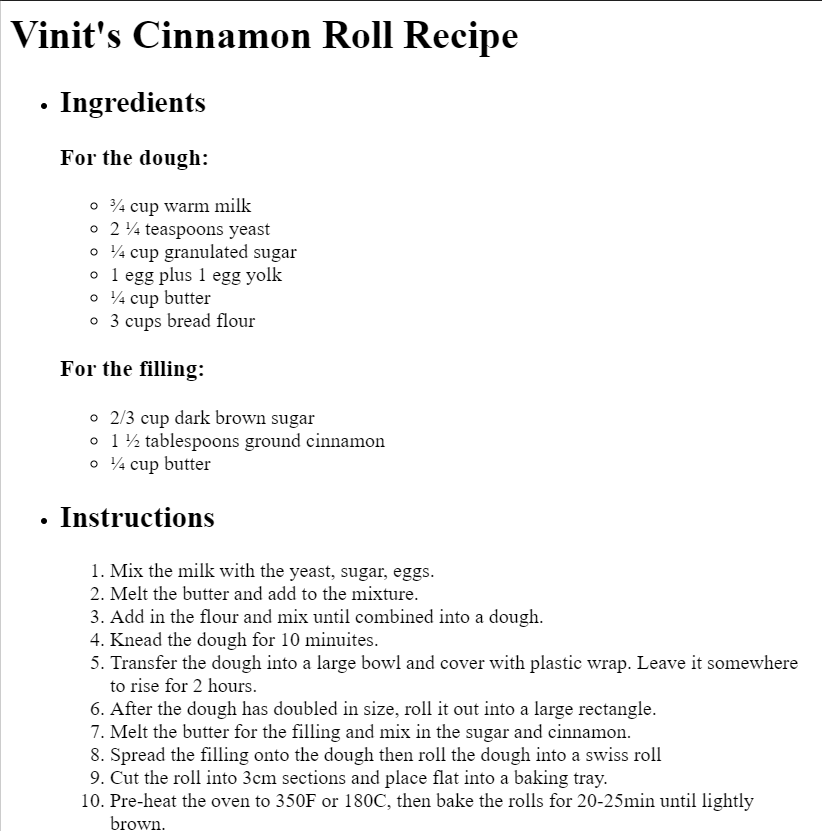 Vinit's Cinnamon Roll Recipe
Ingredients
For the dough:
¾ cup warm milk
2 ¼ teaspoons yeast
¼ cup granulated sugar
1 egg plus 1 egg yolk
¼ cup butter
3 cups bread flour
For the filling:
2/3 cup dark brown sugar
1 ½ tablespoons ground cinnamon
¼ cup butter
Instructions
1. Mix the milk with the yeast, sugar, eggs.
2. Melt the butter and add to the mixture.
3. Add in the flour and mix until combined into a dough.
4. Knead the dough for 10 minuites.
5. Transfer the dough into a large bowl and cover with plastic wrap. Leave it somewhere
to rise for 2 hours.
6. After the dough has doubled in size, roll it out into a large rectangle.
7. Melt the butter for the filling and mix in the sugar and cinnamon.
8. Spread the filling onto the dough then roll the dough into a swiss roll
9. Cut the roll into 3cm sections and place flat into a baking tray.
10. Pre-heat the oven to 350F or 180C, then bake the rolls for 20-25min until lightly
brown.